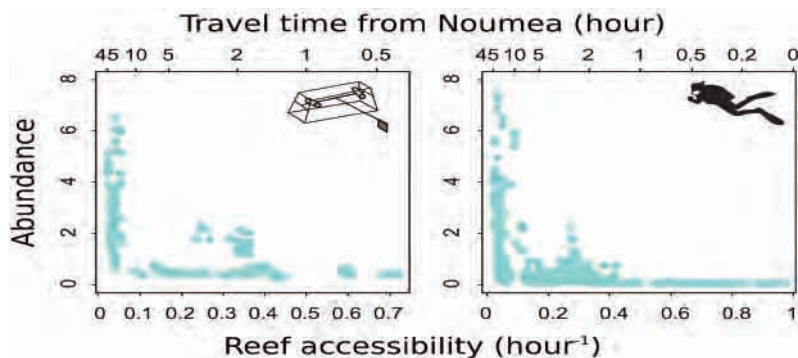 Travel time from Noumea (hour)
45 10 5 2 1 0.5
45 10 5 2 1 0.5 0.2 0
Abundance
8
6
4
2
0
8
6
4
2
0
0 0.1 0.2 0.3 0.4 0.5 0.6 0.7
0 0.2 0.4 0.6 0.8 1
Reef accessibility (hour⁻¹)